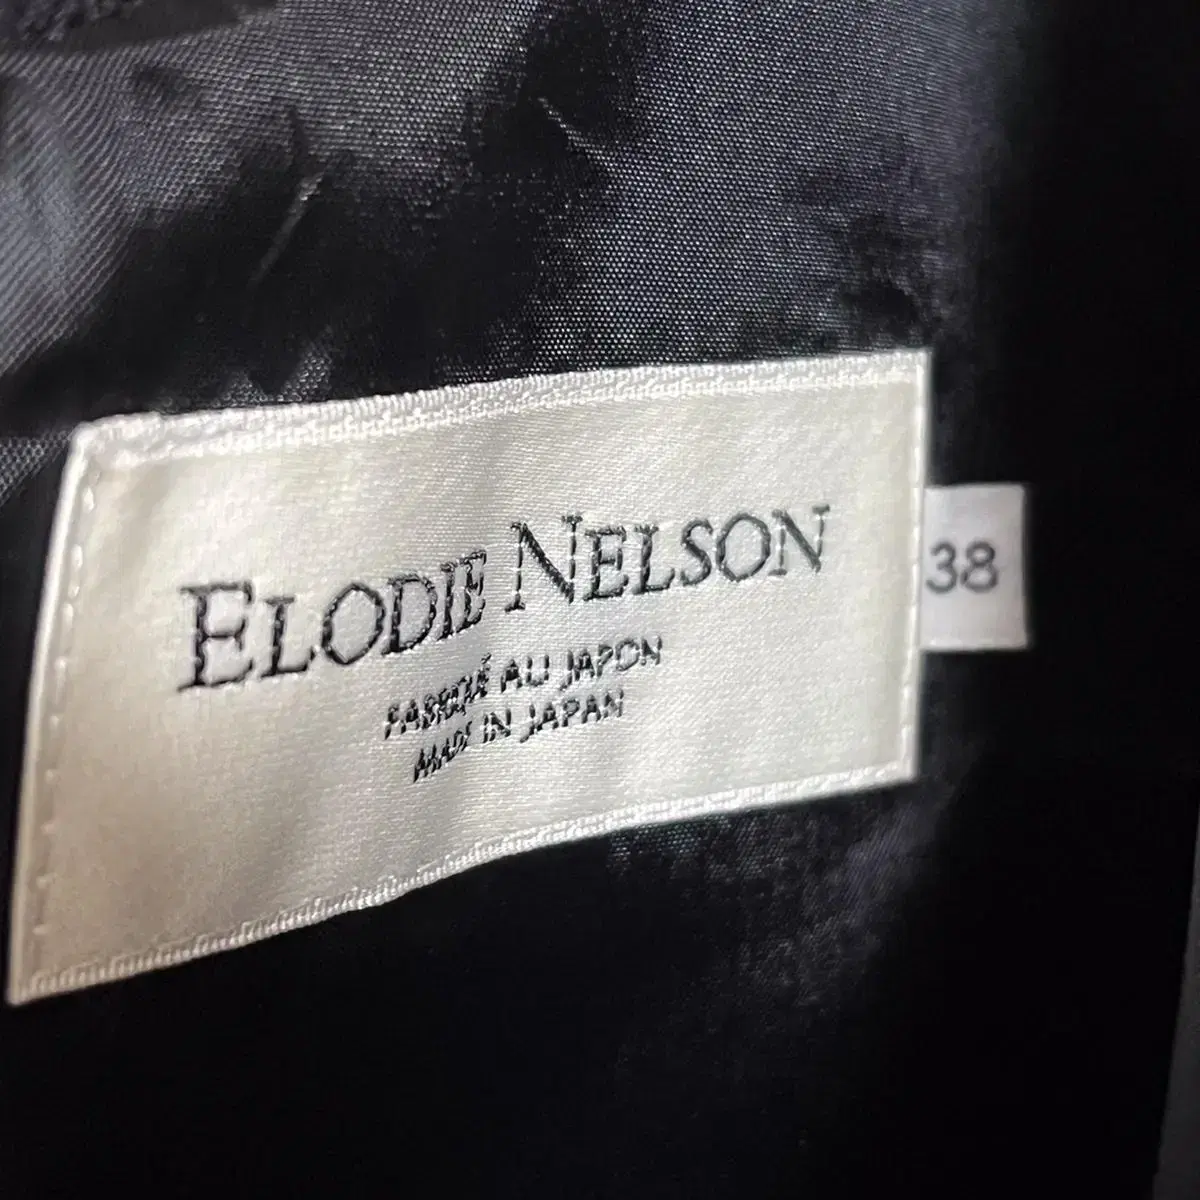 ELODIE NELSON
FABRIQUÉ AU JAPON
MADE IN JAPAN
38